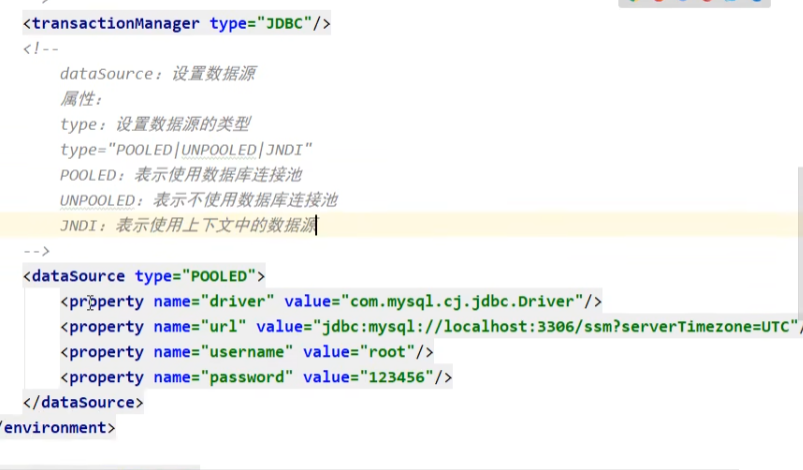 <transactionManager type="JDBC"/>
<!--
dataSource：设置数据源
属性：
type：设置数据源的类型
type="POOLED|UNPOOLED|JNDI"
POOLED：表示使用数据库连接池
UNPOOLED：表示不使用数据库连接池
JNDI：表示使用上下文中的数据源
-->
<dataSource type="POOLED">
<property name="driver" value="com.mysql.cj.jdbc.Driver"/>
<property name="url" value="jdbc:mysql://localhost:3306/ssm?serverTimezone=UTC"/
<property name="username" value="root"/>
<property name="password" value="123456"/>
</dataSource>
/environment>